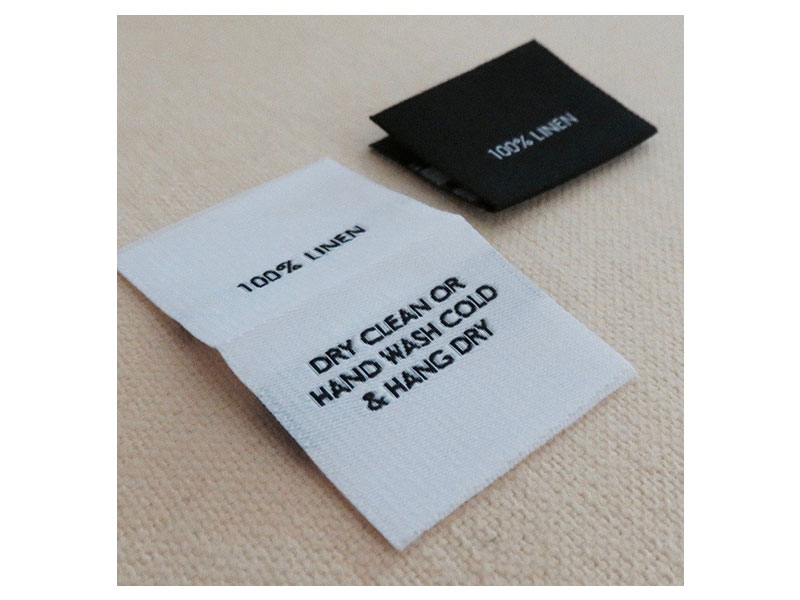 100% LINEN
100% LINEN
DRY CLEAN OR
HAND WASH COLD
& HANG DRY